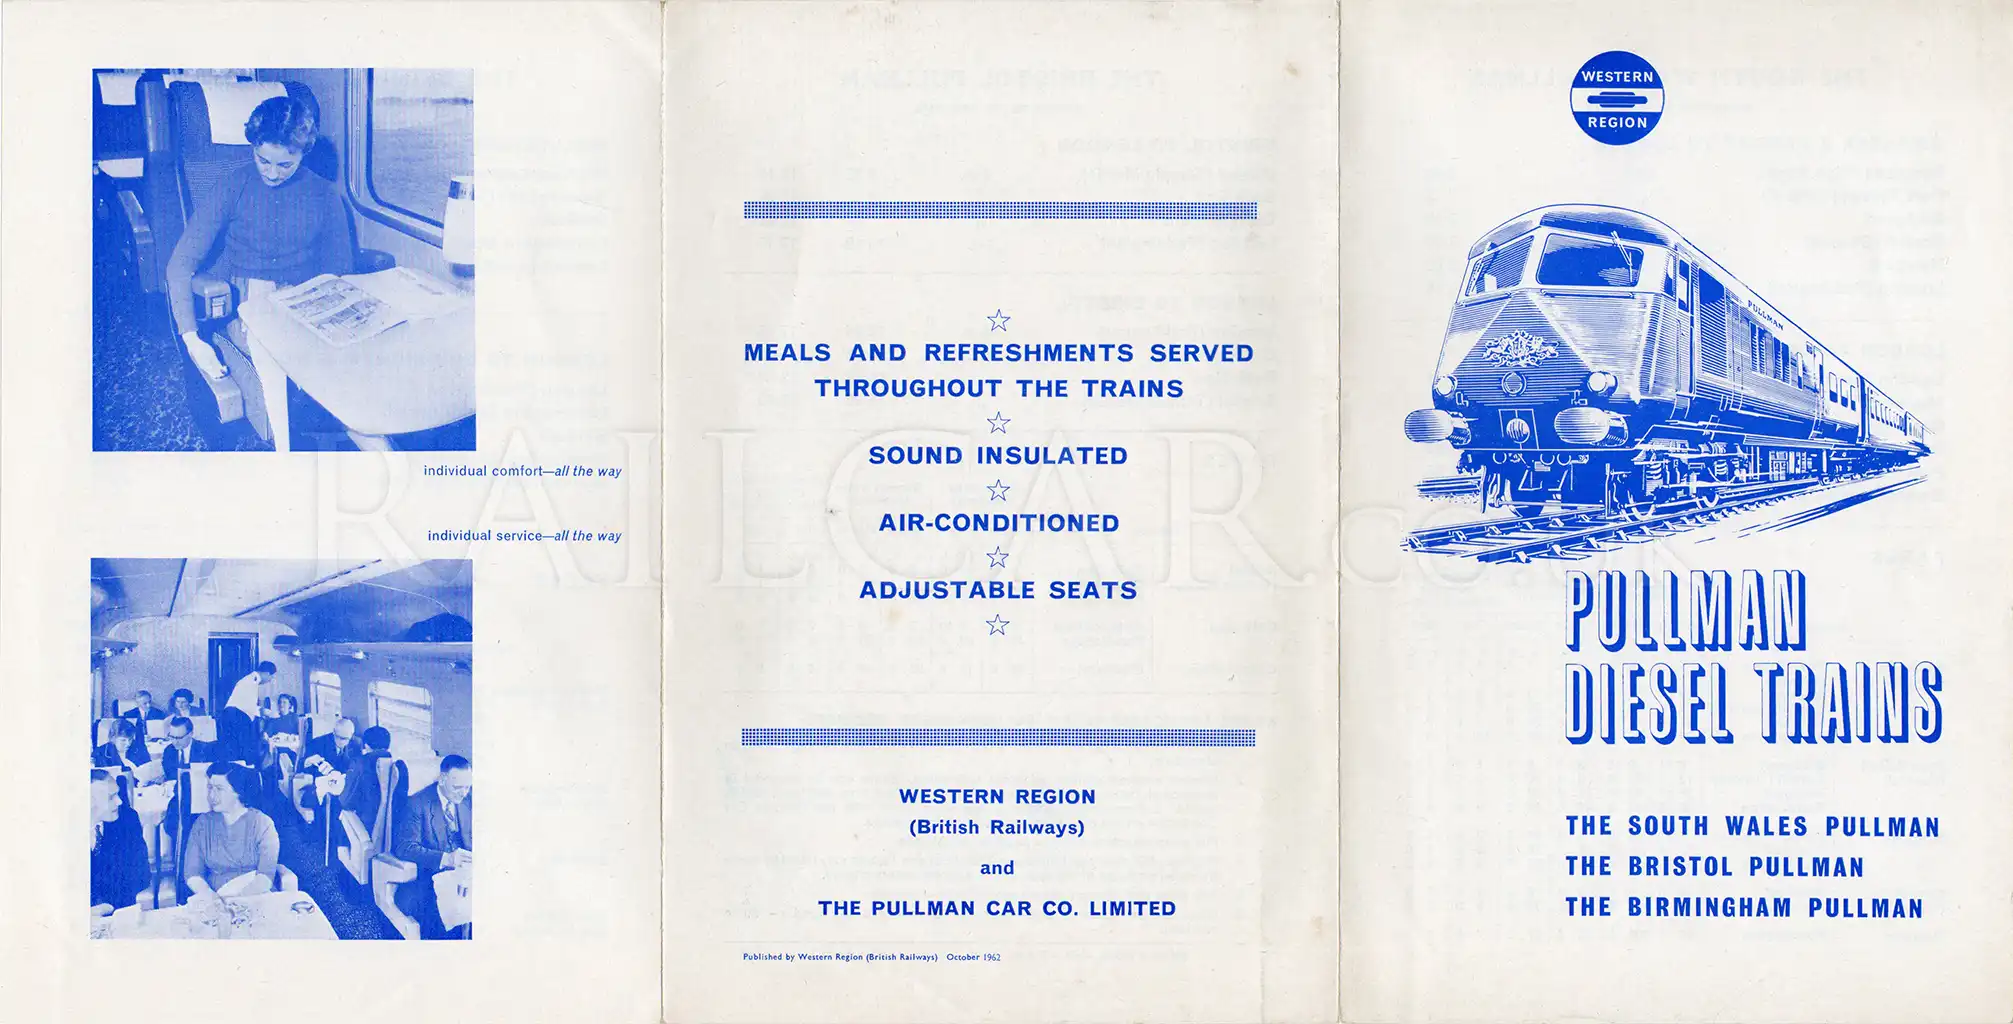 individual comfort—all the way
individual service—all the way
MEALS AND REFRESHMENTS SERVED
THROUGHOUT THE TRAINS
SOUND INSULATED
AIR-CONDITIONED
ADJUSTABLE SEATS
WESTERN REGION
(British Railways)
and
THE PULLMAN CAR CO. LIMITED
Published by Western Region (British Railways) October 1962
WESTERN
REGION
PULLMAN
PULLMAN
DIESEL TRAINS
THE SOUTH WALES PULLMAN
THE BRISTOL PULLMAN
THE BIRMINGHAM PULLMAN
RAILCAR.co.uk